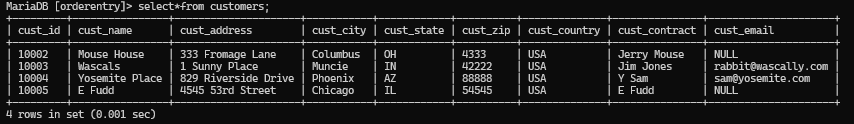 MariaDB [orderentry]> select*from customers;
+---------+----------------+---------------------+-----------+------------+----------+--------------+---------------+---------------------+
| cust_id | cust_name | cust_address | cust_city | cust_state | cust_zip | cust_country | cust_contract | cust_email |
+---------+----------------+---------------------+-----------+------------+----------+--------------+---------------+---------------------+
| 10002 | Mouse House | 333 Fromage Lane | Columbus | OH | 4333 | USA | Jerry Mouse | NULL |
| 10003 | Wascals | 1 Sunny Place | Muncie | IN | 42222 | USA | Jim Jones | rabbit@wascally.com |
| 10004 | Yosemite Place | 829 Riverside Drive | Phoenix | AZ | 88888 | USA | Y Sam | sam@yosemite.com |
| 10005 | E Fudd | 4545 53rd Street | Chicago | IL | 54545 | USA | E Fudd | NULL |
+---------+----------------+---------------------+-----------+------------+----------+--------------+---------------+---------------------+
4 rows in set (0.001 sec)